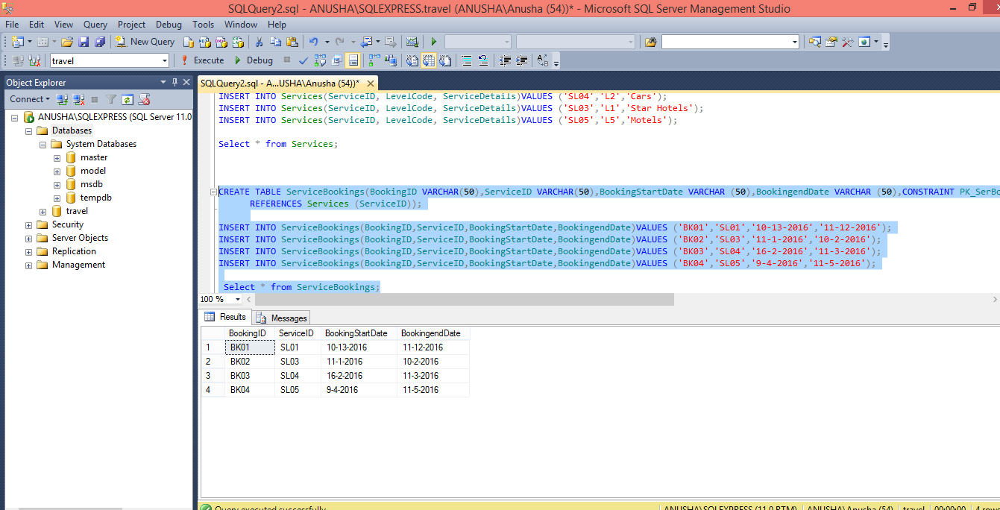 SQLQuery2.sql - ANUSHA\SQLEXPRESS.travel (ANUSHA\Anusha (54))* - Microsoft SQL Server Management Studio
File Edit View Query Project Debug Tools Window Help
New Query
travel Execute Debug
Object Explorer
Connect
ANUSHA\SQLEXPRESS (SQL Server 11.0
Databases
System Databases
master
model
msdb
tempdb
travel
Security
Server Objects
Replication
Management
SQLQuery2.sql - A...USHA\Anusha (54))*
INSERT INTO Services(ServiceID, LevelCode, ServiceDetails)VALUES ('SL04','L2','Cars');
INSERT INTO Services(ServiceID, LevelCode, ServiceDetails)VALUES ('SL03','L1','Star Hotels');
INSERT INTO Services(ServiceID, LevelCode, ServiceDetails)VALUES ('SL05','L5','Motels');
Select * from Services;
CREATE TABLE ServiceBookings(BookingID VARCHAR(50),ServiceID VARCHAR(50),BookingStartDate VARCHAR (50),BookingendDate VARCHAR (50),CONSTRAINT PK_SerBo
REFERENCES Services (ServiceID));
INSERT INTO ServiceBookings(BookingID,ServiceID,BookingStartDate,BookingendDate)VALUES ('BK01','SL01','10-13-2016','11-12-2016');
INSERT INTO ServiceBookings(BookingID,ServiceID,BookingStartDate,BookingendDate)VALUES ('BK02','SL03','11-1-2016','10-2-2016');
INSERT INTO ServiceBookings(BookingID,ServiceID,BookingStartDate,BookingendDate)VALUES ('BK03','SL04','16-2-2016','11-3-2016');
INSERT INTO ServiceBookings(BookingID,ServiceID,BookingStartDate,BookingendDate)VALUES ('BK04','SL05','9-4-2016','11-5-2016');
Select * from ServiceBookings;
100 %
Results Messages
BookingID ServiceID BookingStartDate BookingendDate
1 BK01 SL01 10-13-2016 11-12-2016
2 BK02 SL03 11-1-2016 10-2-2016
3 BK03 SL04 16-2-2016 11-3-2016
4 BK04 SL05 9-4-2016 11-5-2016
Query executed successfully. ANUSHA\SQLEXPRESS (11.0 RTM) ANUSHA\Anusha (54) travel 00:00:00 4 rows